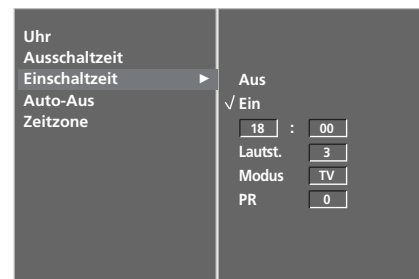 Uhr
Ausschaltzeit
Einschaltzeit ►
Auto-Aus
Zeitzone
Aus
√ Ein
18 : 00
Lautst. 3
Modus TV
PR 0